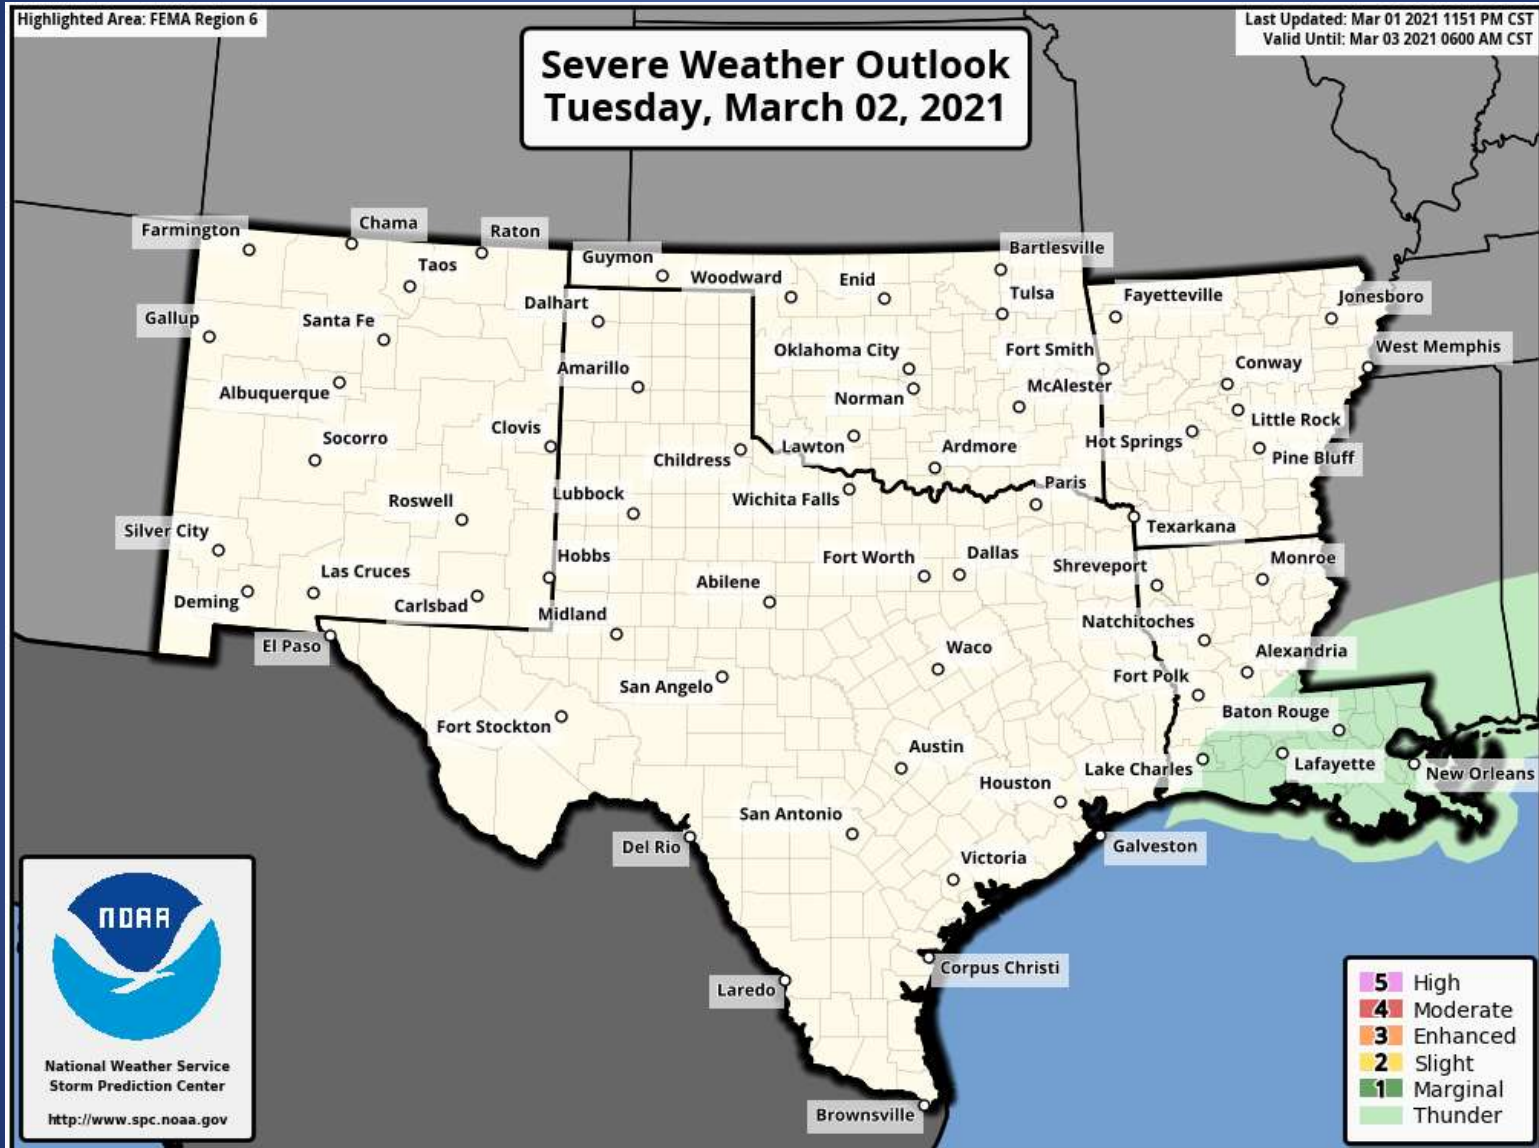 Highlighted Area: FEMA Region 6
Last Updated: Mar 01 2021 1151 PM CST
Valid Until: Mar 03 2021 0600 AM CST
Severe Weather Outlook
Tuesday, March 02, 2021
Farmington
Chama
Raton
Taos
Guymon
Woodward
Enid
Bartlesville
Tulsa
Fayetteville
Jonesboro
Gallup
Santa Fe
Dalhart
Oklahoma City
Fort Smith
Conway
West Memphis
Albuquerque
Amarillo
Norman
McAlester
Little Rock
Socorro
Clovis
Childress
Lawton
Ardmore
Hot Springs
Pine Bluff
Roswell
Lubbock
Wichita Falls
Paris
Texarkana
Silver City
Las Cruces
Hobbs
Abilene
Fort Worth
Dallas
Shreveport
Monroe
Deming
Carlsbad
Midland
Natchitoches
El Paso
San Angelo
Waco
Fort Polk
Alexandria
Fort Stockton
Austin
Baton Rouge
Houston
Lake Charles
Lafayette
New Orleans
San Antonio
Del Rio
Victoria
Galveston
Corpus Christi
Laredo
Brownsville
NOAA
National Weather Service
Storm Prediction Center
http://www.spc.noaa.gov
5 High
4 Moderate
3 Enhanced
2 Slight
1 Marginal
Thunder